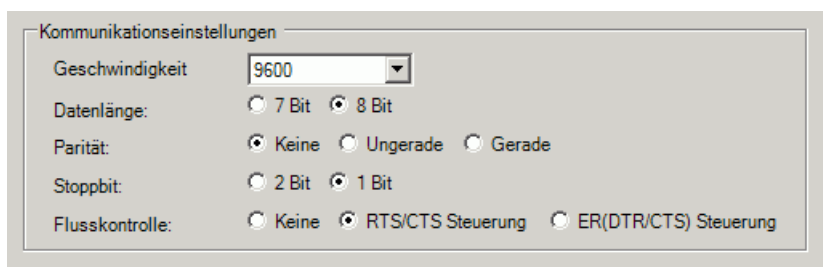 Kommunikationseinstellungen
Geschwindigkeit 9600
Datenlänge: 7 Bit 8 Bit
Parität: Keine Ungerade Gerade
Stoppbit: 2 Bit 1 Bit
Flusskontrolle: Keine RTS/CTS Steuerung ER(DTR/CTS) Steuerung